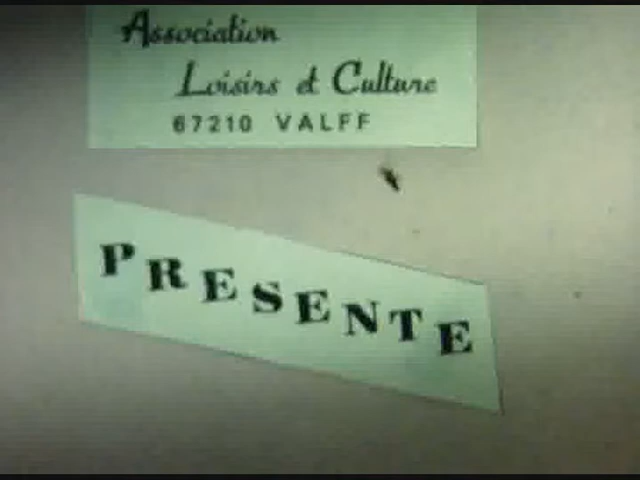 Association
Loisirs et Culture
67210 VALFF
PRESENTE